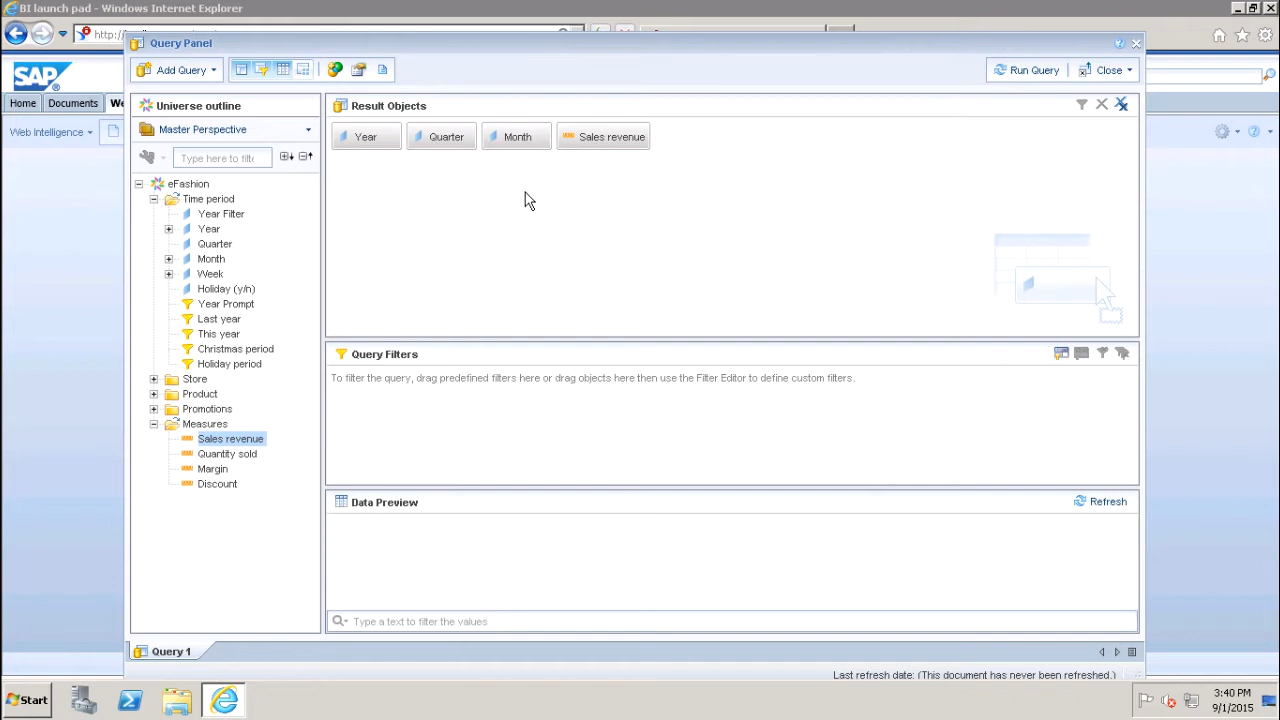 BI launch pad - Windows Internet Explorer
http:/
Query Panel
SAP
Add Query
Run Query
Close
Home
Documents
We
Universe outline
Result Objects
Web Intelligence
Master Perspective
Year
Quarter
Month
Sales revenue
Type here to filte
eFashion
Time period
Year Filter
Year
Quarter
Month
Week
Holiday (y/n)
Year Prompt
Last year
This year
Christmas period
Holiday period
Store
Product
Promotions
Measures
Sales revenue
Quantity sold
Margin
Discount
Query Filters
To filter the query, drag predefined filters here or drag objects here then use the Filter Editor to define custom filters.
Data Preview
Refresh
Type a text to filter the values
Query 1
Last refresh date: (This document has never been refreshed.)
Start
3:40 PM
9/1/2015